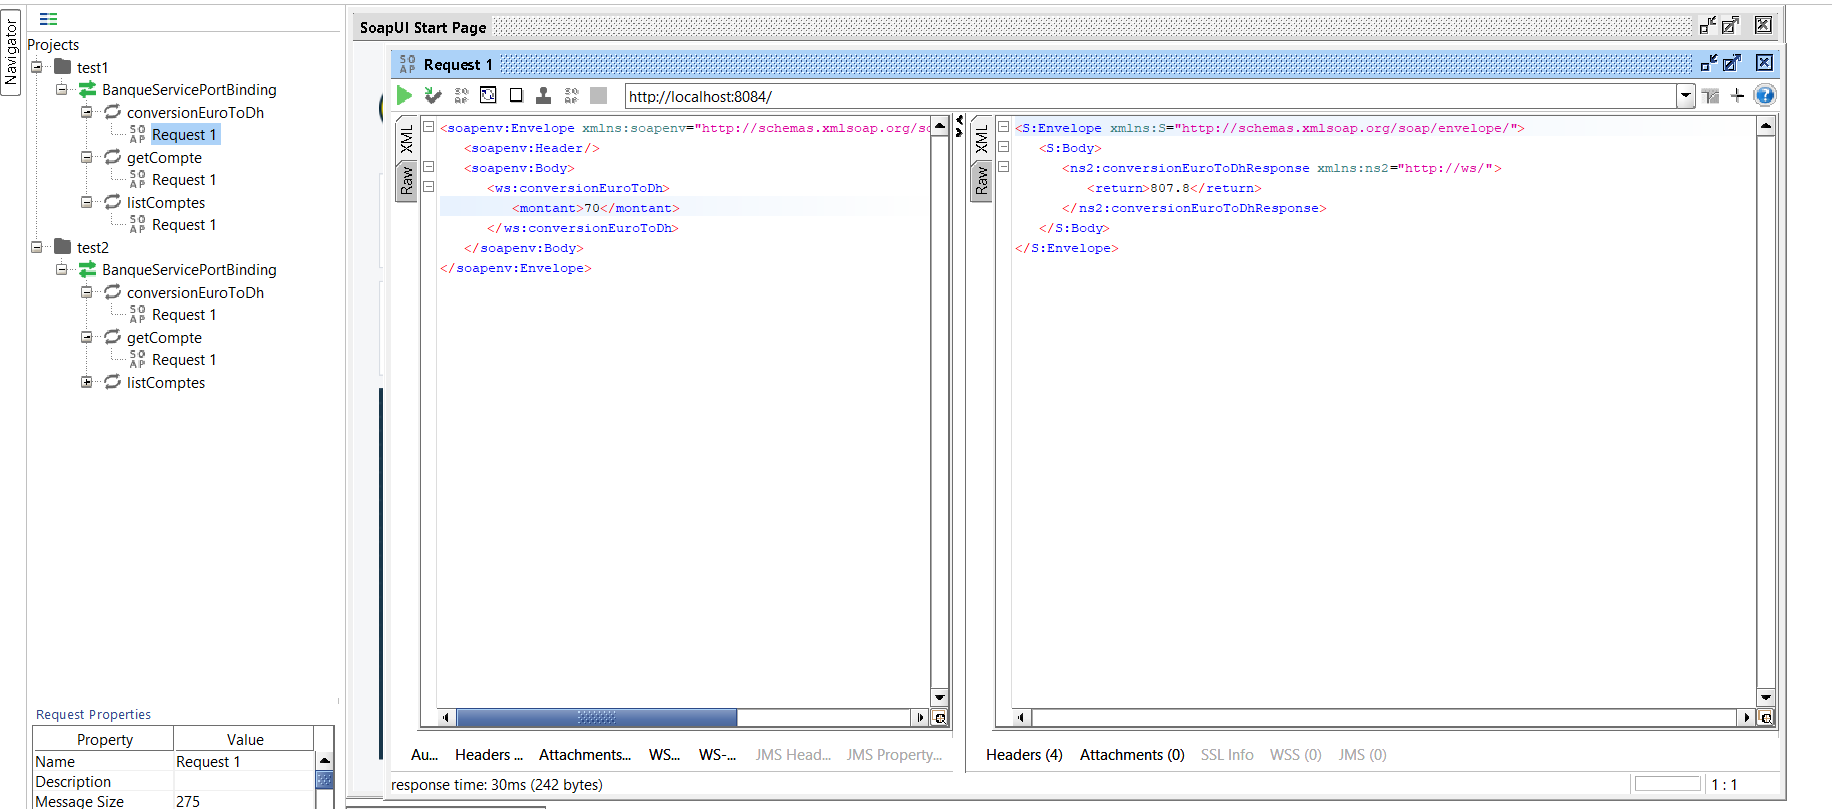 Navigator
Projects
test1
BanqueServicePortBinding
conversionEuroToDh
Request 1
getCompte
Request 1
listComptes
Request 1
test2
BanqueServicePortBinding
conversionEuroToDh
Request 1
getCompte
Request 1
listComptes
Request Properties
Property Value
Name Request 1
Description
Message Size 275
SoapUI Start Page
SOAP Request 1
http://localhost:8084/
XML
Raw
<soapenv:Envelope xmlns:soapenv="http://schemas.xmlsoap.org/so
<soapenv:Header/>
<soapenv:Body>
<ws:conversionEuroToDh>
<montant>70</montant>
</ws:conversionEuroToDh>
</soapenv:Body>
</soapenv:Envelope>
Au... Headers ... Attachments... WS... WS-... JMS Head... JMS Property...
XML
Raw
<S:Envelope xmlns:S="http://schemas.xmlsoap.org/soap/envelope/">
<S:Body>
<ns2:conversionEuroToDhResponse xmlns:ns2="http://ws/">
<return>807.8</return>
</ns2:conversionEuroToDhResponse>
</S:Body>
</S:Envelope>
Headers (4) Attachments (0) SSL Info WSS (0) JMS (0)
response time: 30ms (242 bytes)
1 : 1